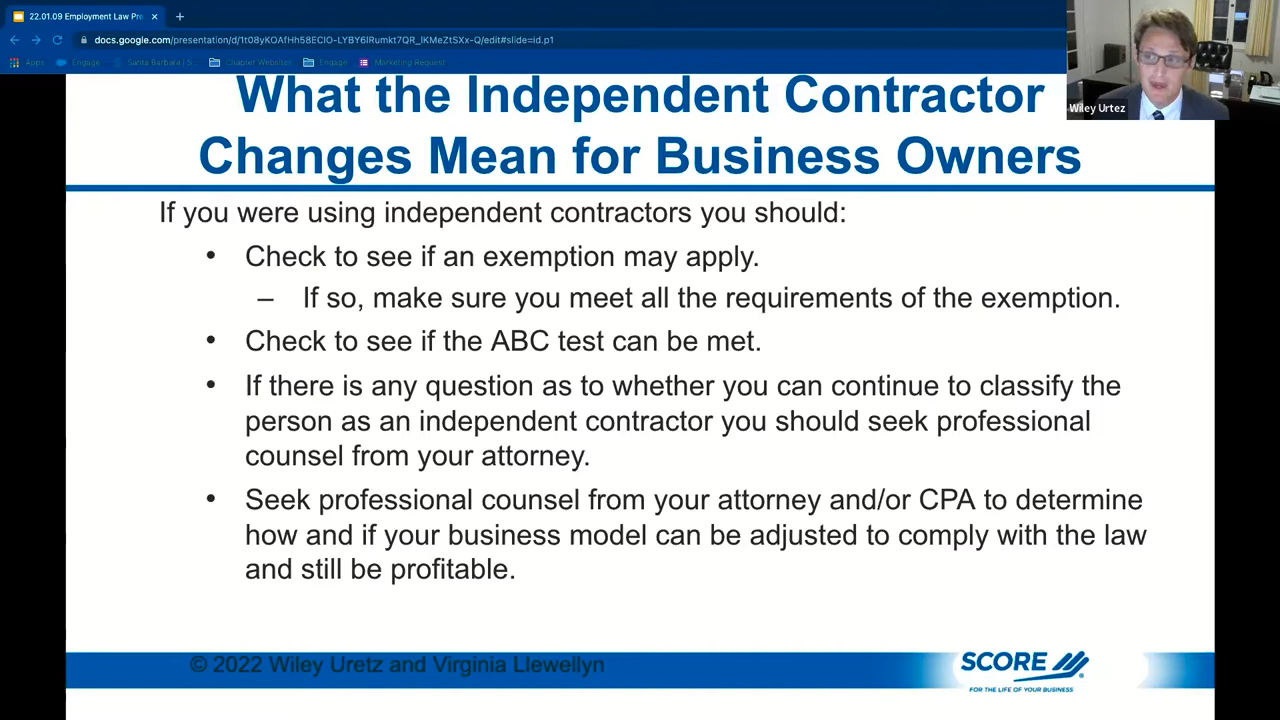 22.01.09 Employment Law Pre
docs.google.com/presentation/d/1t08yKOAfHh58ECIO-LYBY6lRumkt7QR_lKMeZtSXx-Q/edit#slide=id.p1
Apps Engage Santa Barbara | S... Chapter Websites Engage Marketing Request
Wiley Urtez
What the Independent Contractor
Changes Mean for Business Owners
If you were using independent contractors you should:
• Check to see if an exemption may apply.
– If so, make sure you meet all the requirements of the exemption.
• Check to see if the ABC test can be met.
• If there is any question as to whether you can continue to classify the
person as an independent contractor you should seek professional
counsel from your attorney.
• Seek professional counsel from your attorney and/or CPA to determine
how and if your business model can be adjusted to comply with the law
and still be profitable.
© 2022 Wiley Uretz and Virginia Llewellyn
SCORE
FOR THE LIFE OF YOUR BUSINESS